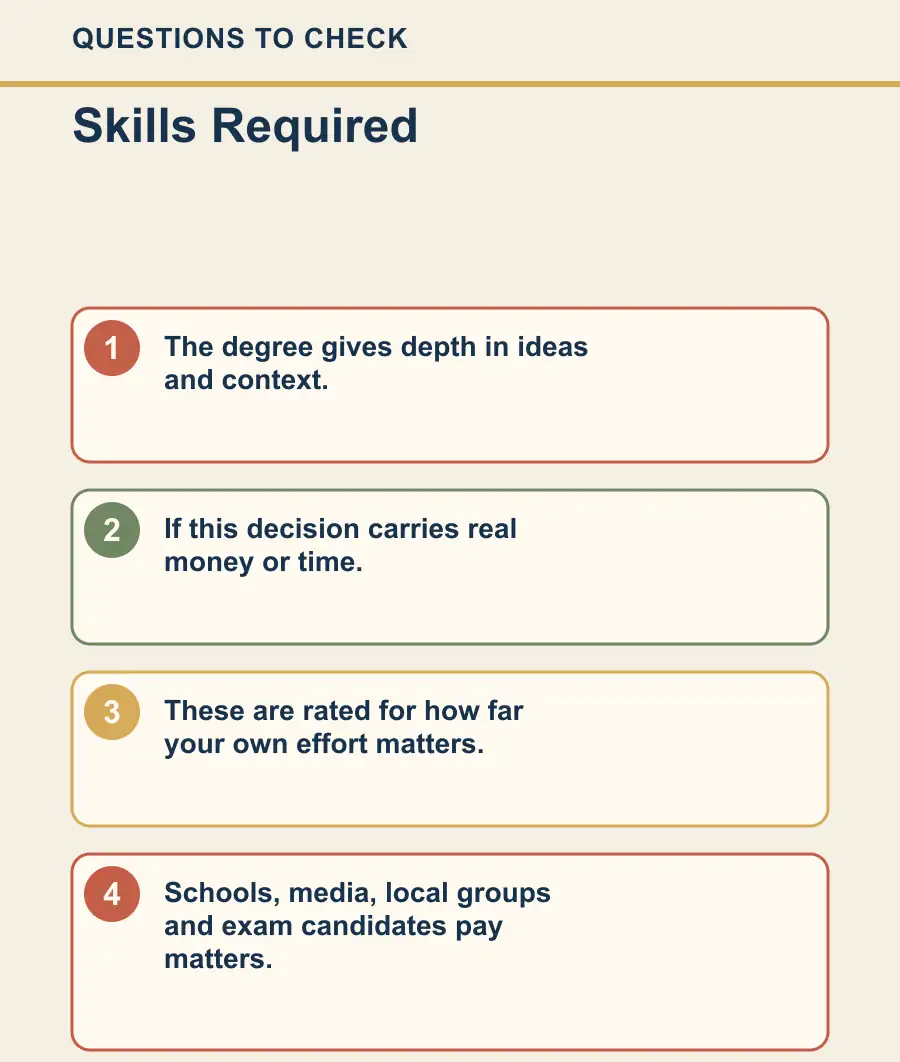 QUESTIONS TO CHECK
Skills Required
1
The degree gives depth in ideas
and context.
2
If this decision carries real
money or time.
3
These are rated for how far
your own effort matters.
4
Schools, media, local groups
and exam candidates pay
matters.